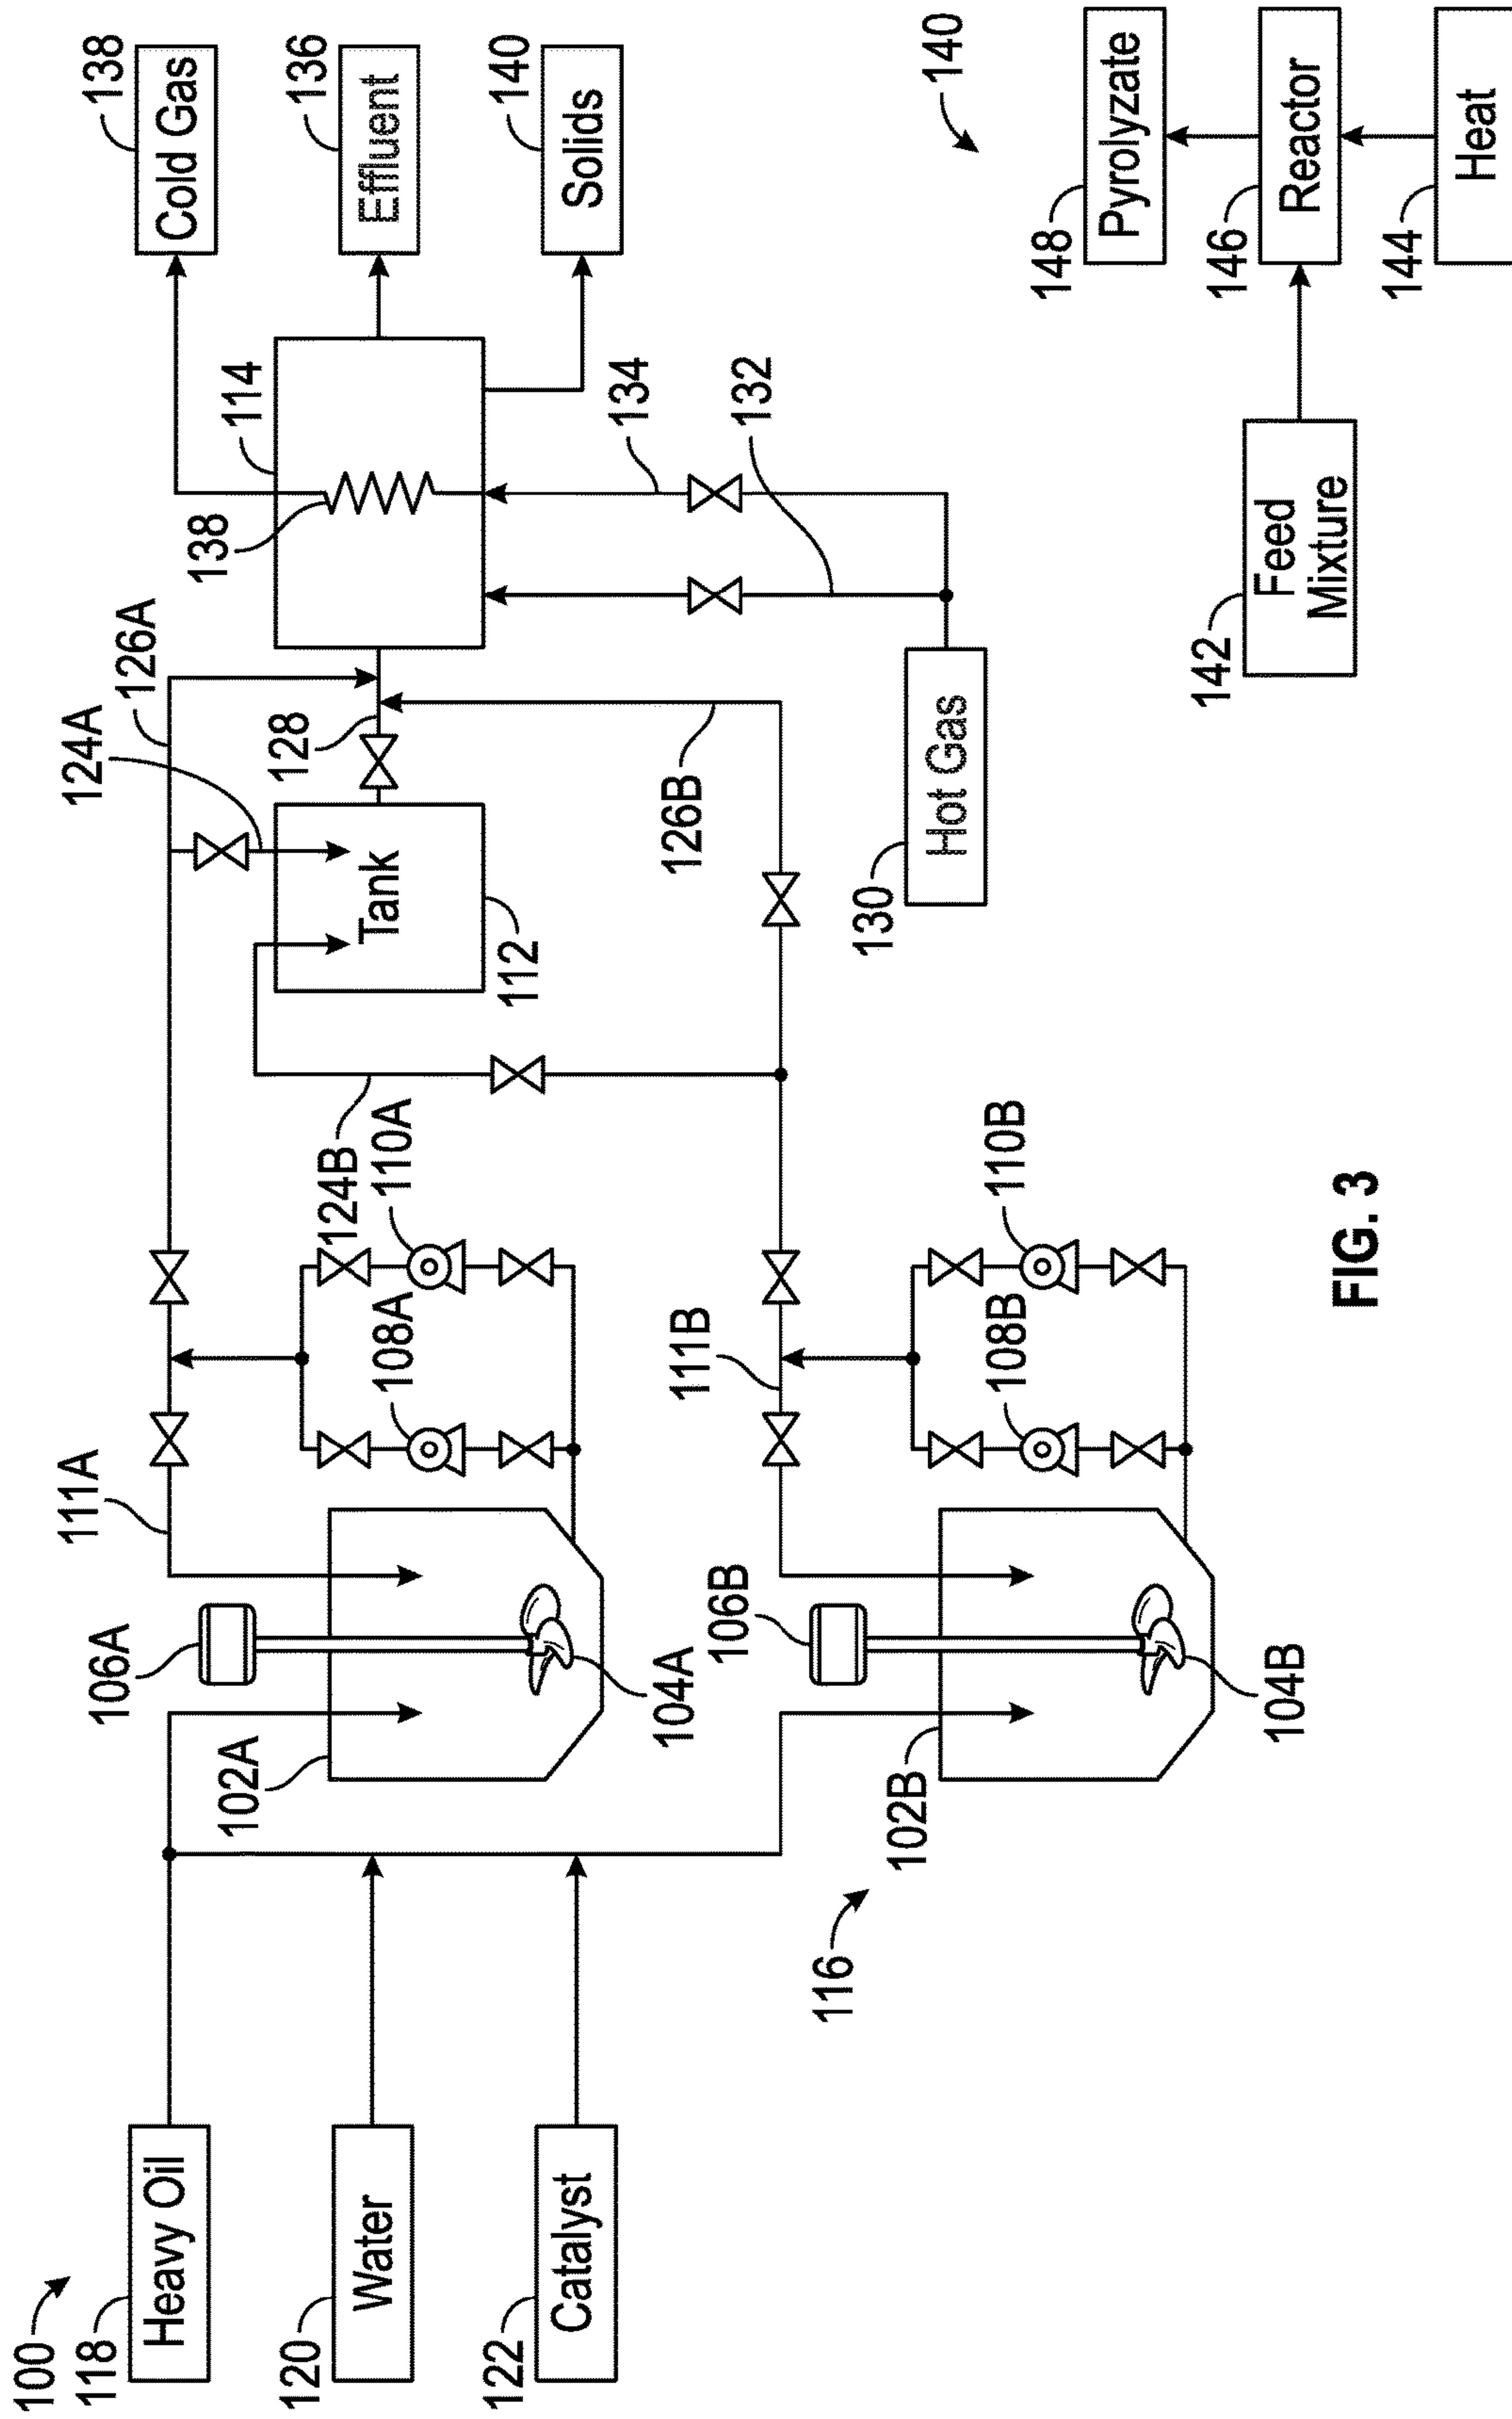 100
118
Heavy Oil
120
Water
122
Catalyst
116
102A
106A
104A
111A
108A
110A
102B
106B
104B
111B
108B
110B
124A
126A
124B
126B
112
Tank
128
114
138
134
132
130
Hot Gas
138
Cold Gas
136
Effluent
140
Solids
140
142
Feed
Mixture
144
Heat
146
Reactor
148
Pyrolyzate
FIG. 3